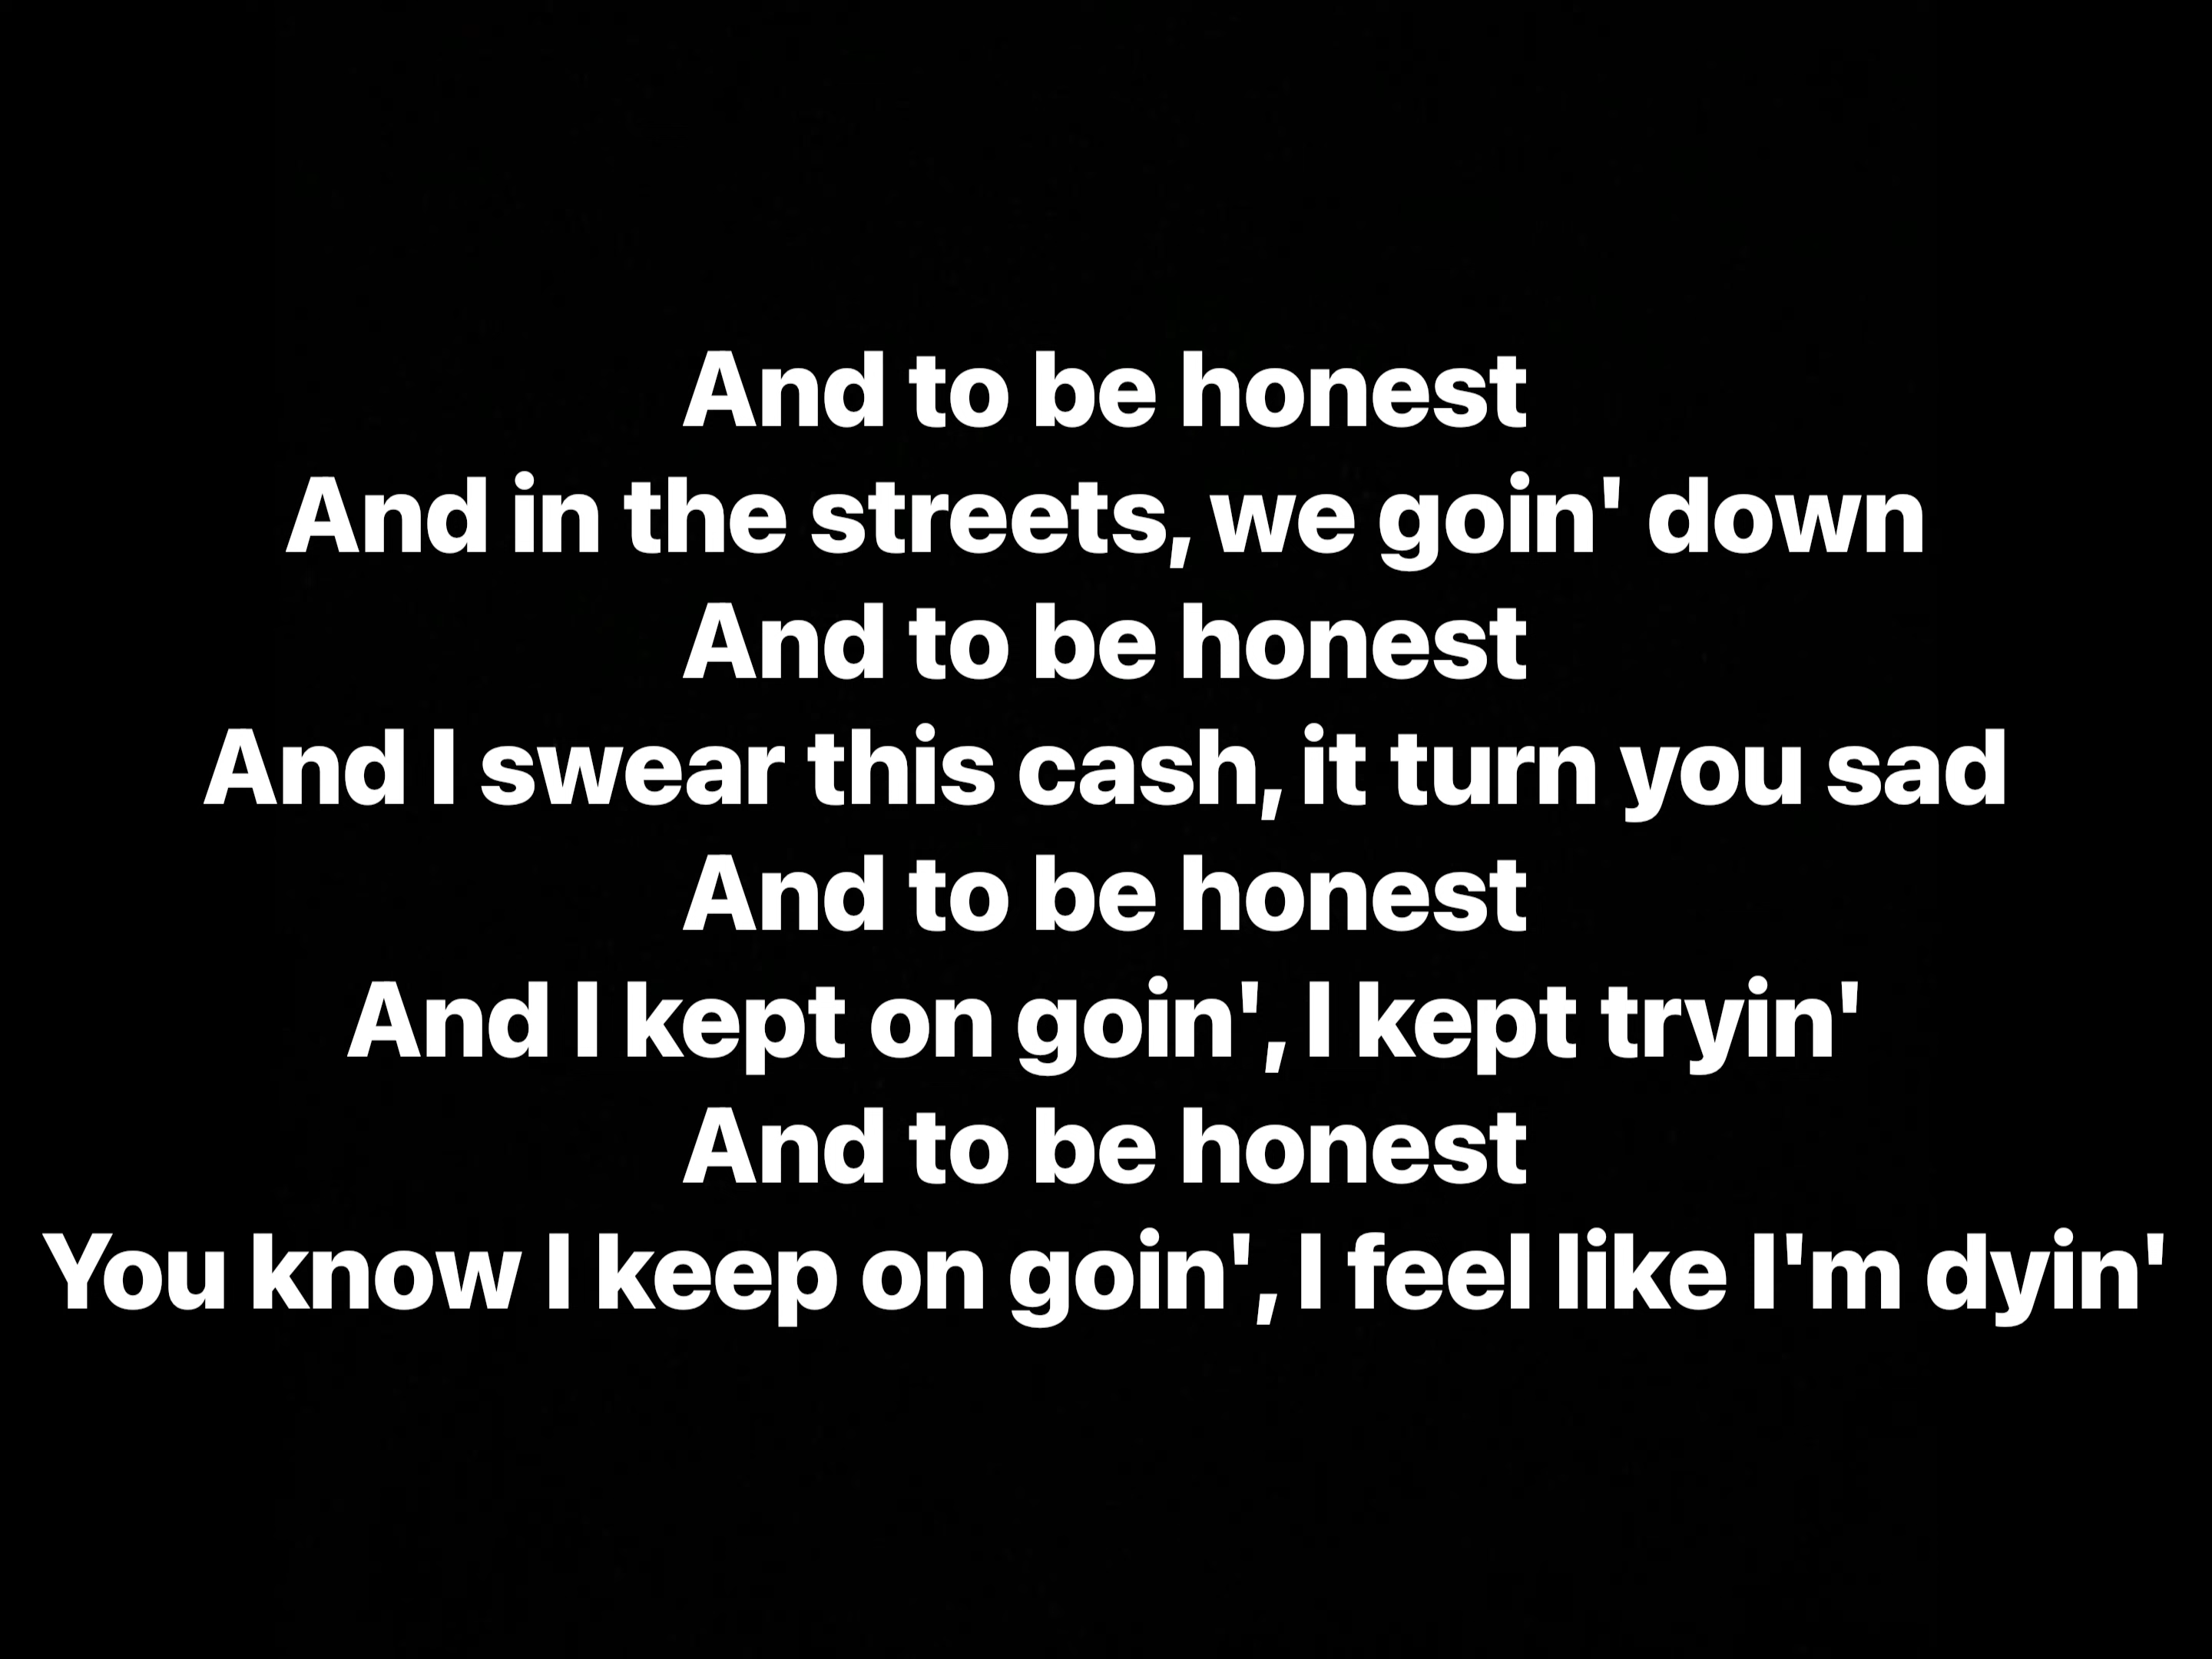 And to be honest
And in the streets, we goin' down
And to be honest
And I swear this cash, it turn you sad
And to be honest
And I kept on goin', I kept tryin'
And to be honest
You know I keep on goin', I feel like I'm dyin'